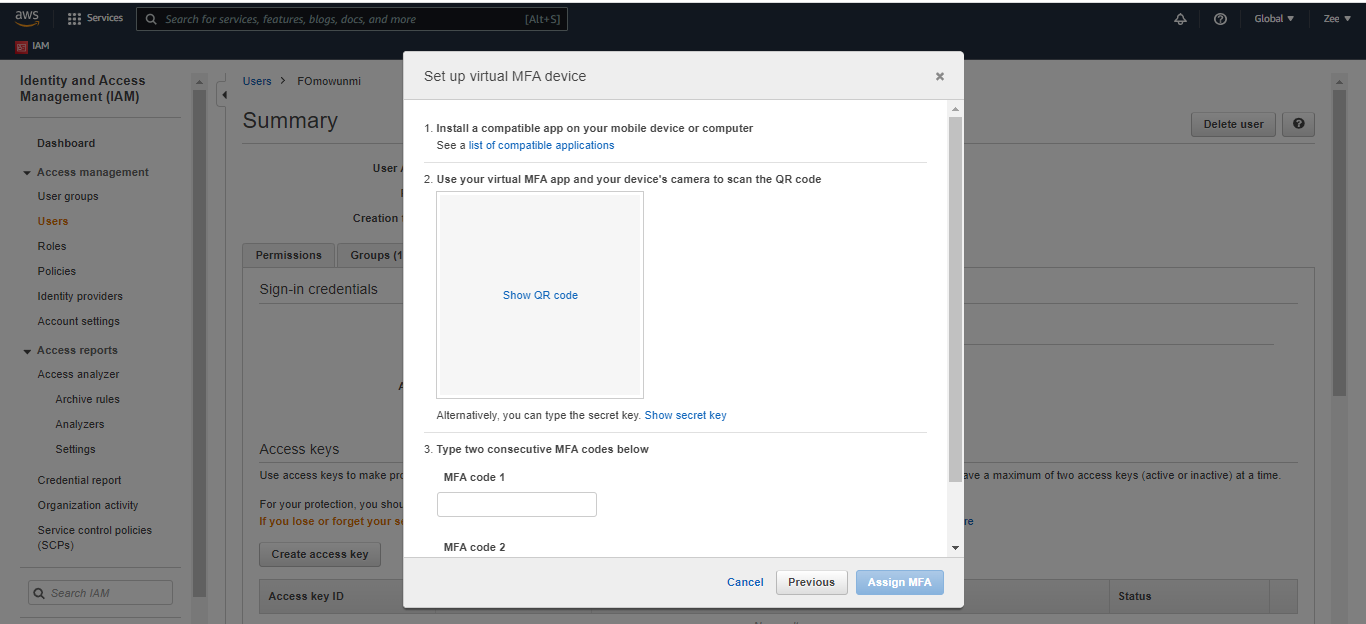 aws
Services
Search for services, features, blogs, docs, and more
[Alt+S]
Global
Zee
IAM
Identity and Access
Management (IAM)
Dashboard
Access management
User groups
Users
Roles
Policies
Identity providers
Account settings
Access reports
Access analyzer
Archive rules
Analyzers
Settings
Credential report
Organization activity
Service control policies
(SCPs)
Search IAM
Users > FOmowunmi
Summary
Delete user
User
Creation
Permissions
Groups (1
Sign-in credentials
Access keys
Use access keys to make
ave a maximum of two access keys (active or inactive) at a time.
For your protection, you
If you lose or forget your
Create access key
Access key ID
Status
Set up virtual MFA device
1. Install a compatible app on your mobile device or computer
See a list of compatible applications
2. Use your virtual MFA app and your device's camera to scan the QR code
Show QR code
Alternatively, you can type the secret key. Show secret key
3. Type two consecutive MFA codes below
MFA code 1
MFA code 2
Cancel
Previous
Assign MFA